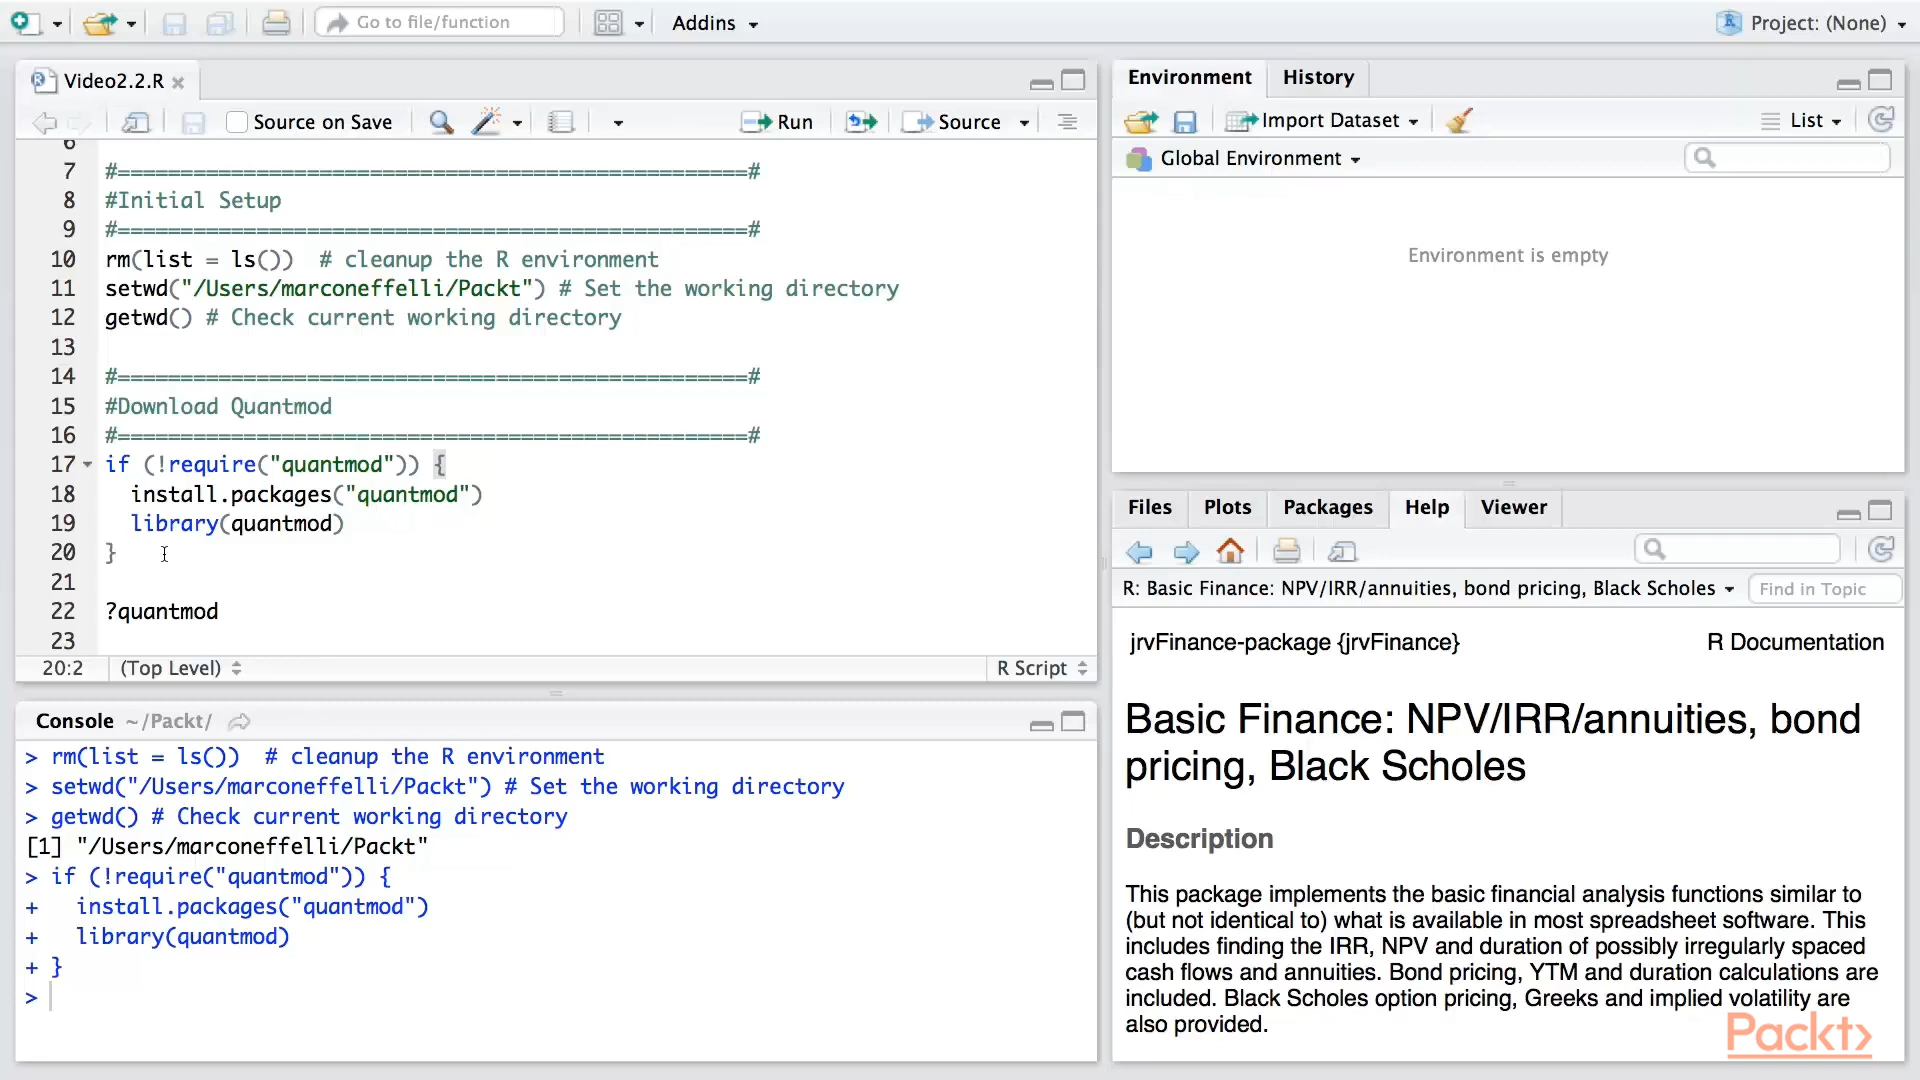 Go to file/function
Addins
Project: (None)
Video2.2.R
Source on Save
Run
Source
6
7 #==================================================#
8 #Initial Setup
9 #==================================================#
10 rm(list = ls())  # cleanup the R environment
11 setwd("/Users/marconeffelli/Packt") # Set the working directory
12 getwd() # Check current working directory
13
14 #==================================================#
15 #Download Quantmod
16 #==================================================#
17 if (!require("quantmod")) {
18   install.packages("quantmod")
19   library(quantmod)
20 }
21
22 ?quantmod
23
20:2 (Top Level) R Script
Console ~/Packt/
> rm(list = ls())  # cleanup the R environment
> setwd("/Users/marconeffelli/Packt") # Set the working directory
> getwd() # Check current working directory
[1] "/Users/marconeffelli/Packt"
> if (!require("quantmod")) {
+   install.packages("quantmod")
+   library(quantmod)
+ }
>
Environment History
Import Dataset List
Global Environment
Environment is empty
Files Plots Packages Help Viewer
R: Basic Finance: NPV/IRR/annuities, bond pricing, Black Scholes Find in Topic
jrvFinance-package {jrvFinance} R Documentation
Basic Finance: NPV/IRR/annuities, bond
pricing, Black Scholes
Description
This package implements the basic financial analysis functions similar to
(but not identical to) what is available in most spreadsheet software. This
includes finding the IRR, NPV and duration of possibly irregularly spaced
cash flows and annuities. Bond pricing, YTM and duration calculations are
included. Black Scholes option pricing, Greeks and implied volatility are
also provided.
Packt>